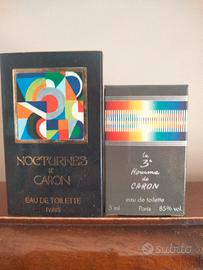 NOCTURNES
DE
CARON
EAU DE TOILETTE
PARIS
le
3e
Homme de
CARON
eau de toilette
5 ml Paris 85% vol.
subito